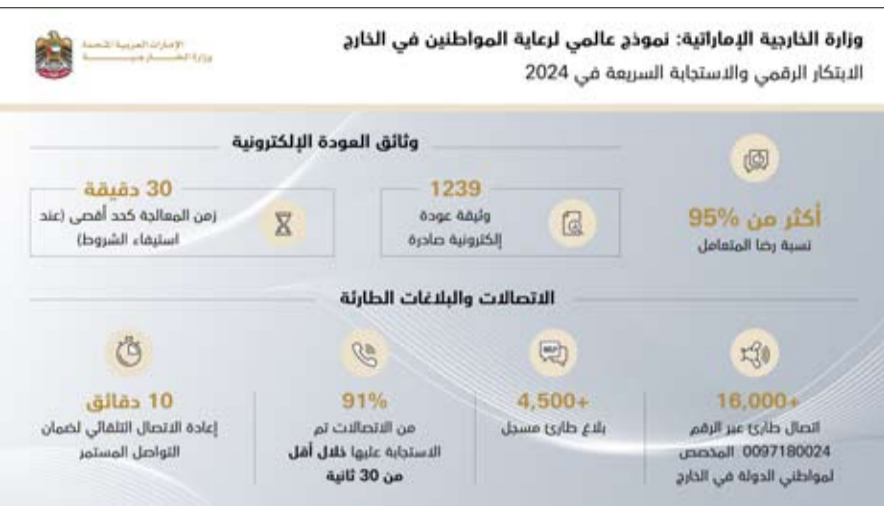 وزارة الخارجية الإماراتية: نموذج عالمي لرعاية المواطنين في الخارج
الابتكار الرقمي والاستجابة السريعة في 2024
الإمارات العربية المتحدة
وزارة الخارجية
أكثر من 95%
نسبة رضا المتعامل
وثائق العودة الإلكترونية
1239
وثيقة عودة
إلكترونية صادرة
30 دقيقة
زمن المعالجة كحد أقصى (عند
استيفاء الشروط)
الاتصالات والبلاغات الطارئة
16,000+
اتصال طارئ عبر الرقم
0097180024 المخصص
لمواطني الدولة في الخارج
4,500+
بلاغ طارئ مسجل
91%
من الاتصالات تم
الاستجابة عليها خلال أقل
من 30 ثانية
10 دقائق
إعادة الاتصال التلقائي لضمان
التواصل المستمر
HELP